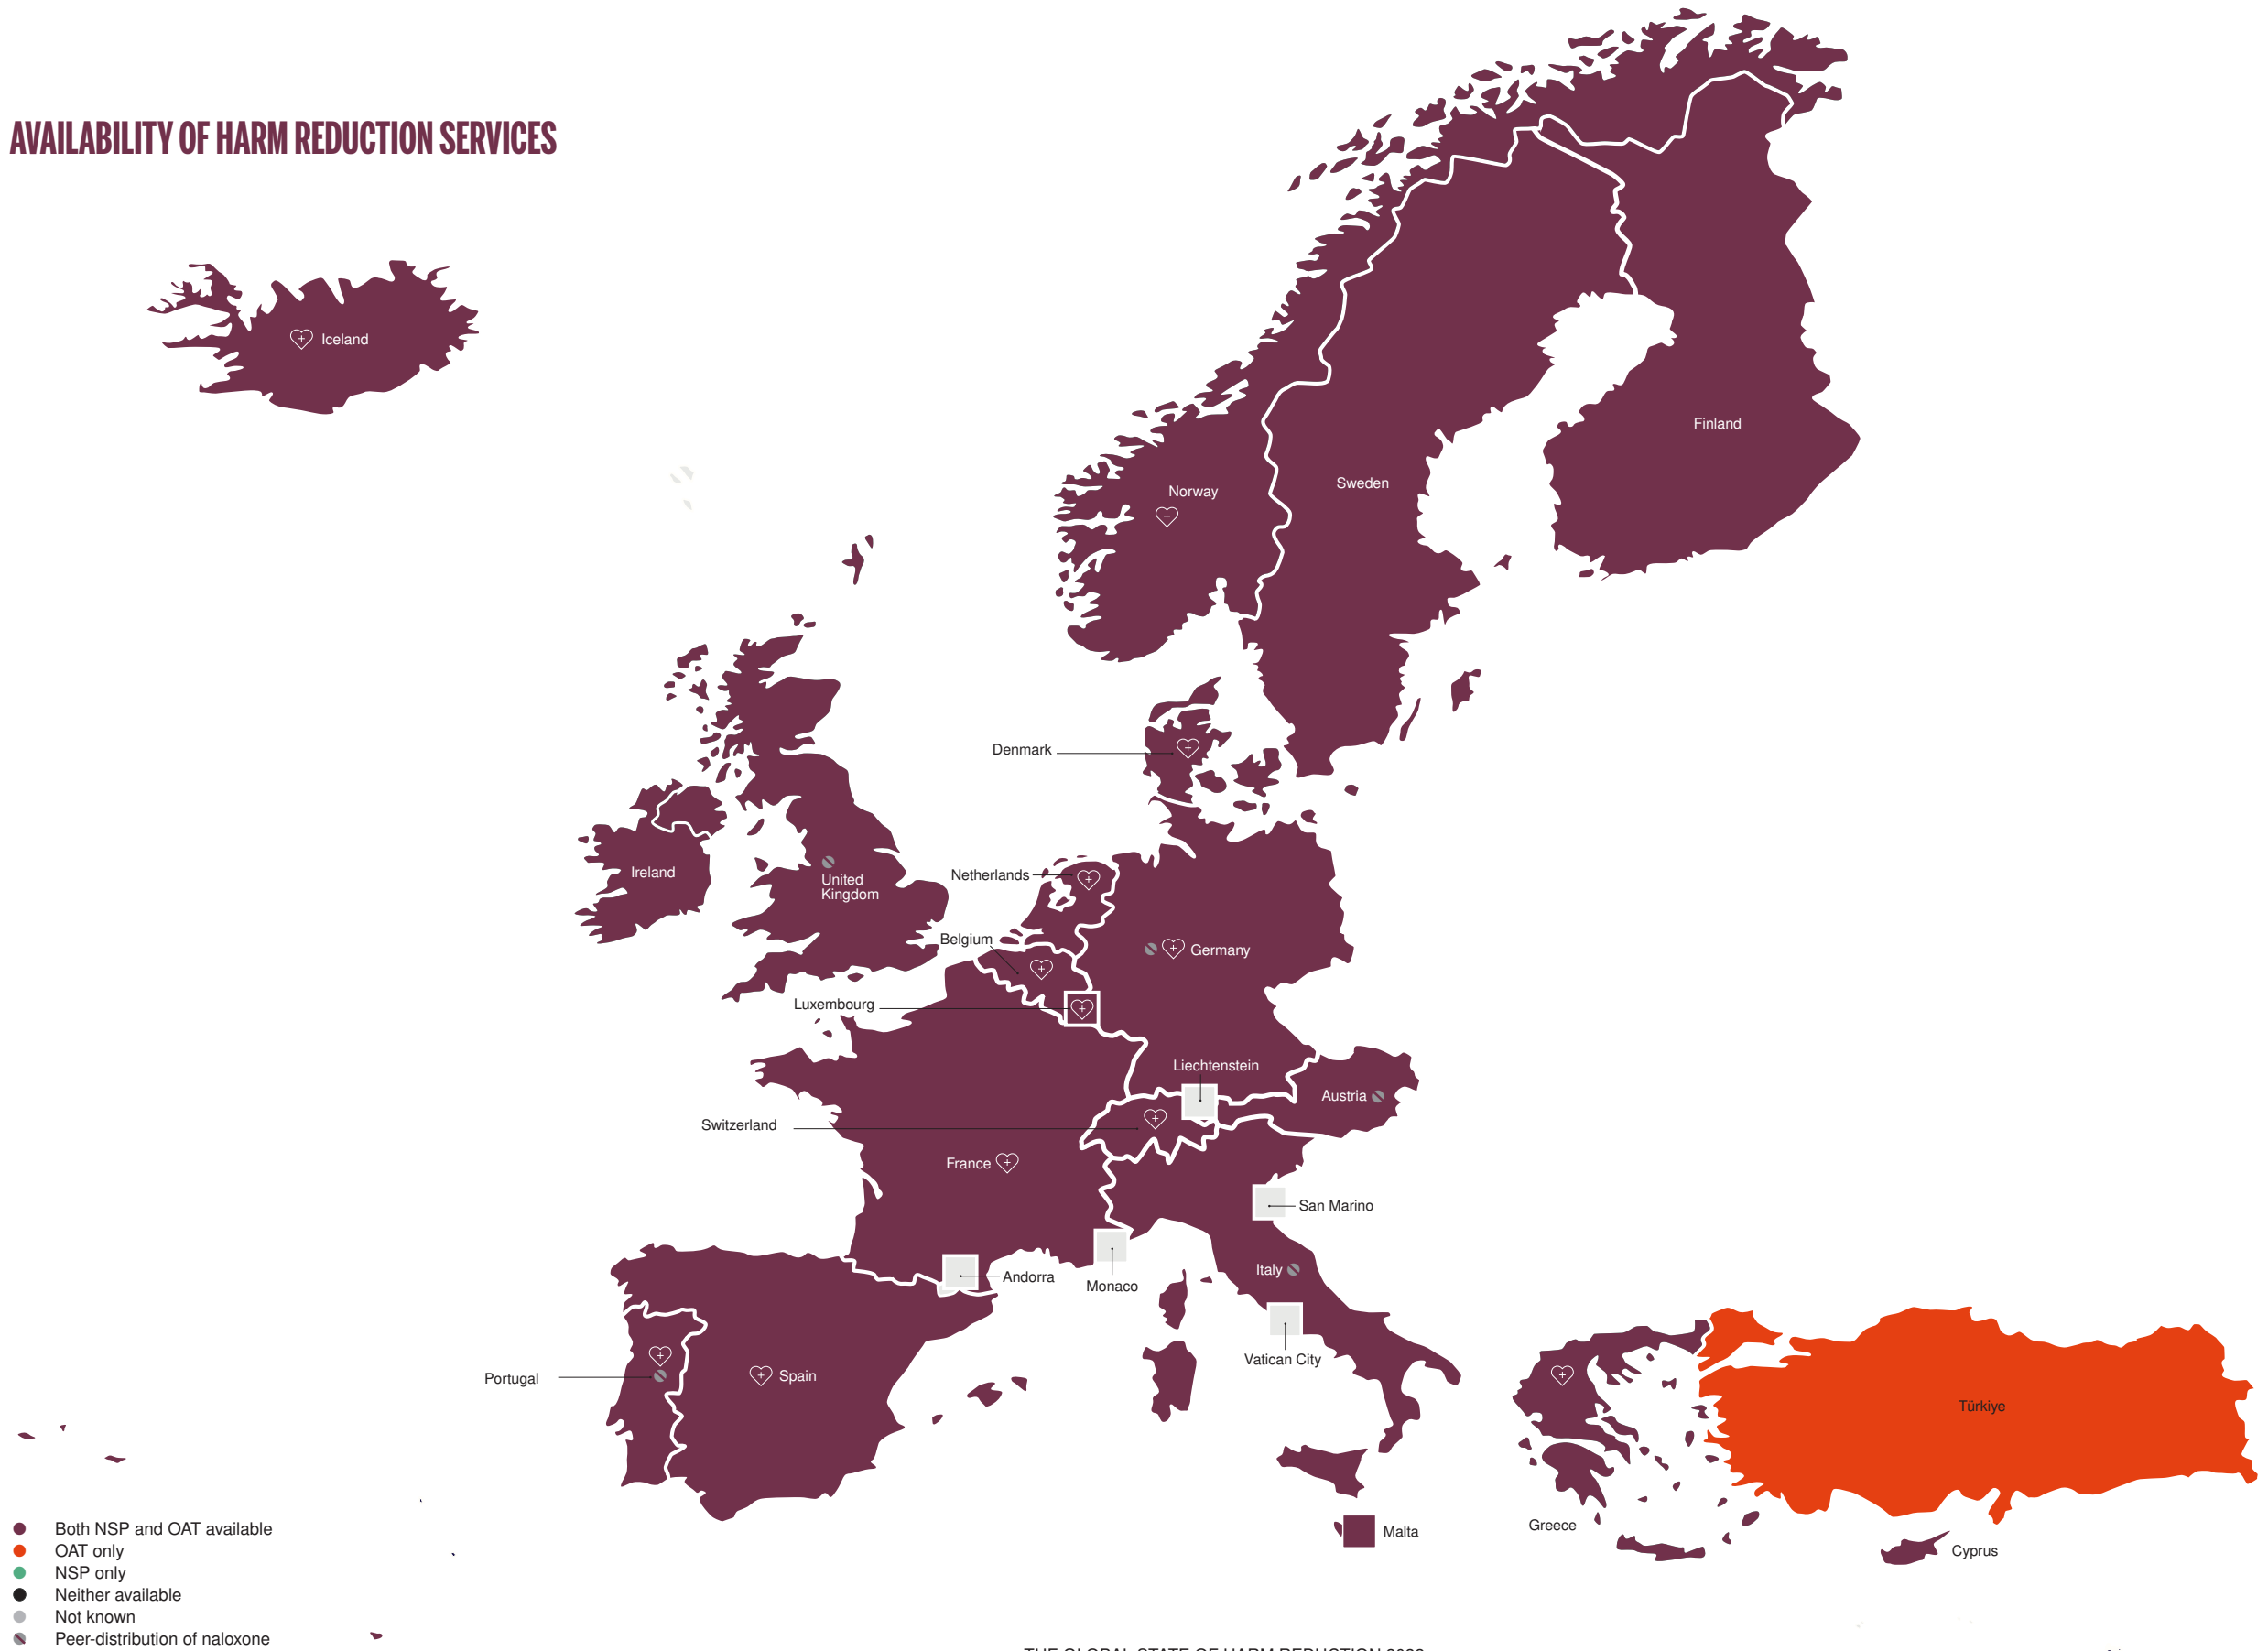 AVAILABILITY OF HARM REDUCTION SERVICES
Iceland
Finland
Norway
Sweden
Denmark
Ireland
United
Kingdom
Netherlands
Belgium
Germany
Luxembourg
Liechtenstein
Austria
Switzerland
France
San Marino
Italy
Andorra
Monaco
Vatican City
Portugal
Spain
Türkiye
Malta
Greece
Cyprus
Both NSP and OAT available
OAT only
NSP only
Neither available
Not known
Peer-distribution of naloxone